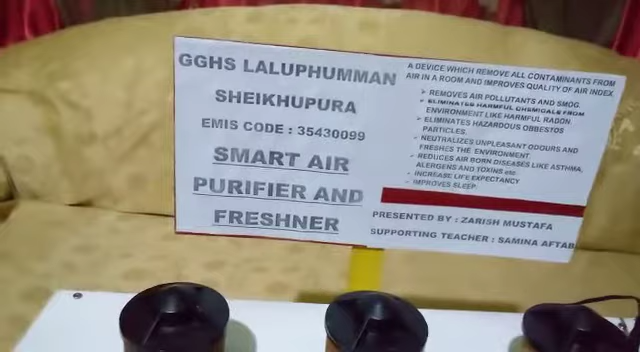 GGHS LALUPHUMMAN
SHEIKHUPURA
EMIS CODE : 35430099
SMART AIR
PURIFIER AND
FRESHNER
A DEVICE WHICH REMOVE ALL CONTAMINANTS FROM
AIR IN A ROOM AND IMPROVES QUALITY OF AIR INDEX.
➢ REMOVES AIR POLLUTANTS AND SMOG.
➢ ELIMINATES HARMFUL CHEMICALS FROM
ENVIRONMENT LIKE HARMFUL RADON.
➢ ELIMINATES HAZARDOUS OBBESTOS
PARTICLES.
➢ NEUTRALIZES UNPLEASANT ODOURS AND
FRESHES THE ENVIRONMENT
➢ REDUCES AIR BORN DISEASES LIKE ASTHMA,
ALERGENS AND TOXINS etc
➢ INCREASE LIFE EXPECTANCY
➢ IMPROVES SLEEP.
PRESENTED BY : ZARISH MUSTAFA
SUPPORTING TEACHER : SAMINA AFTAB